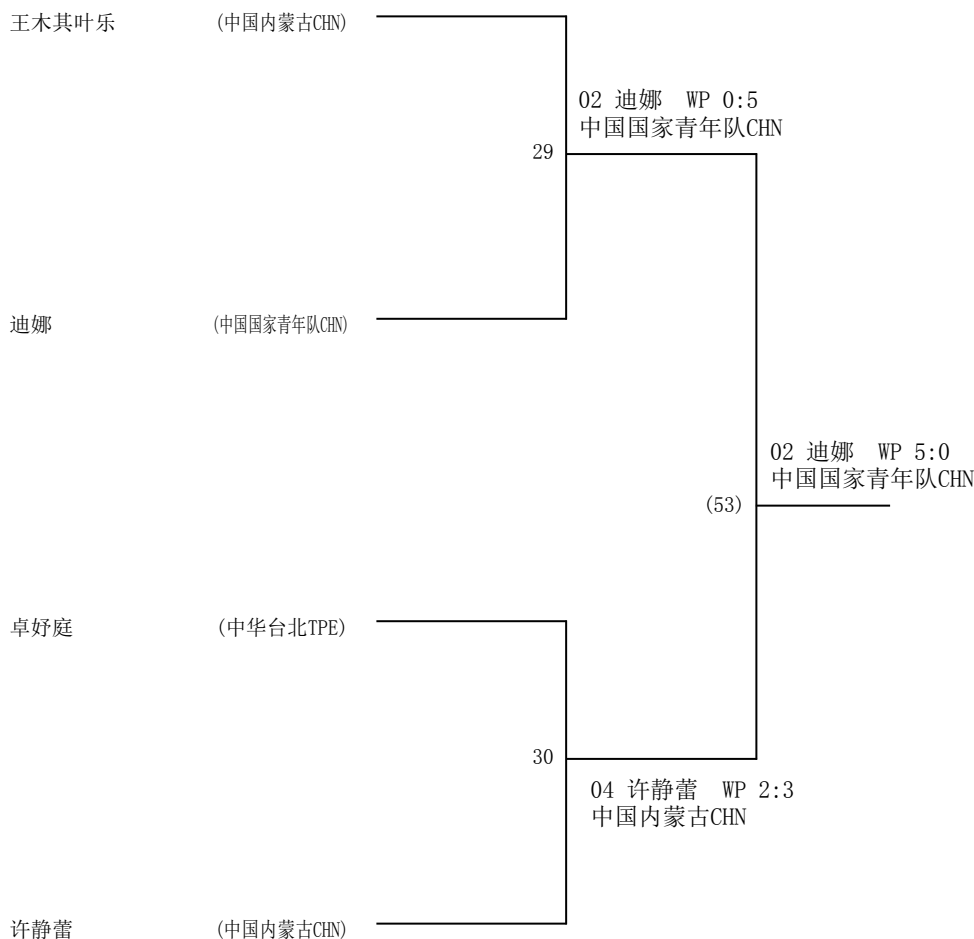 王木其叶乐 (中国内蒙古CHN)
02 迪娜 WP 0:5
中国国家青年队CHN
29
迪娜 (中国国家青年队CHN)
02 迪娜 WP 5:0
中国国家青年队CHN
(53)
卓妤庭 (中华台北TPE)
30
04 许静蕾 WP 2:3
中国内蒙古CHN
许静蕾 (中国内蒙古CHN)